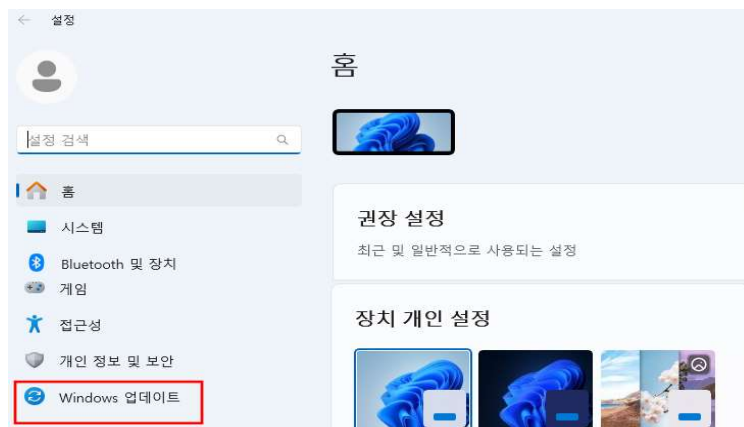 설정
홈
설정 검색
홈
시스템
Bluetooth 및 장치
게임
접근성
개인 정보 및 보안
Windows 업데이트
권장 설정
최근 및 일반적으로 사용되는 설정
장치 개인 설정